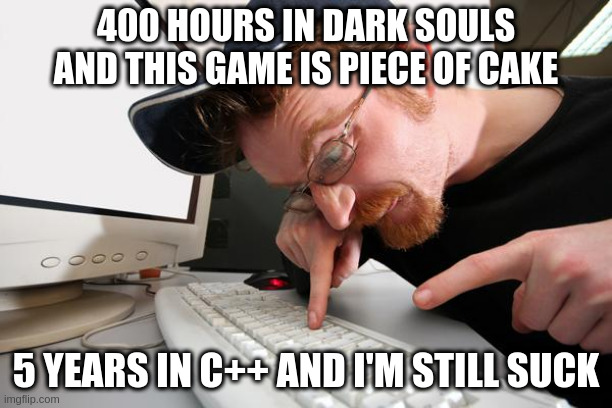 400 HOURS IN DARK SOULS
AND THIS GAME IS PIECE OF CAKE
5 YEARS IN C++ AND I'M STILL SUCK
imgflip.com